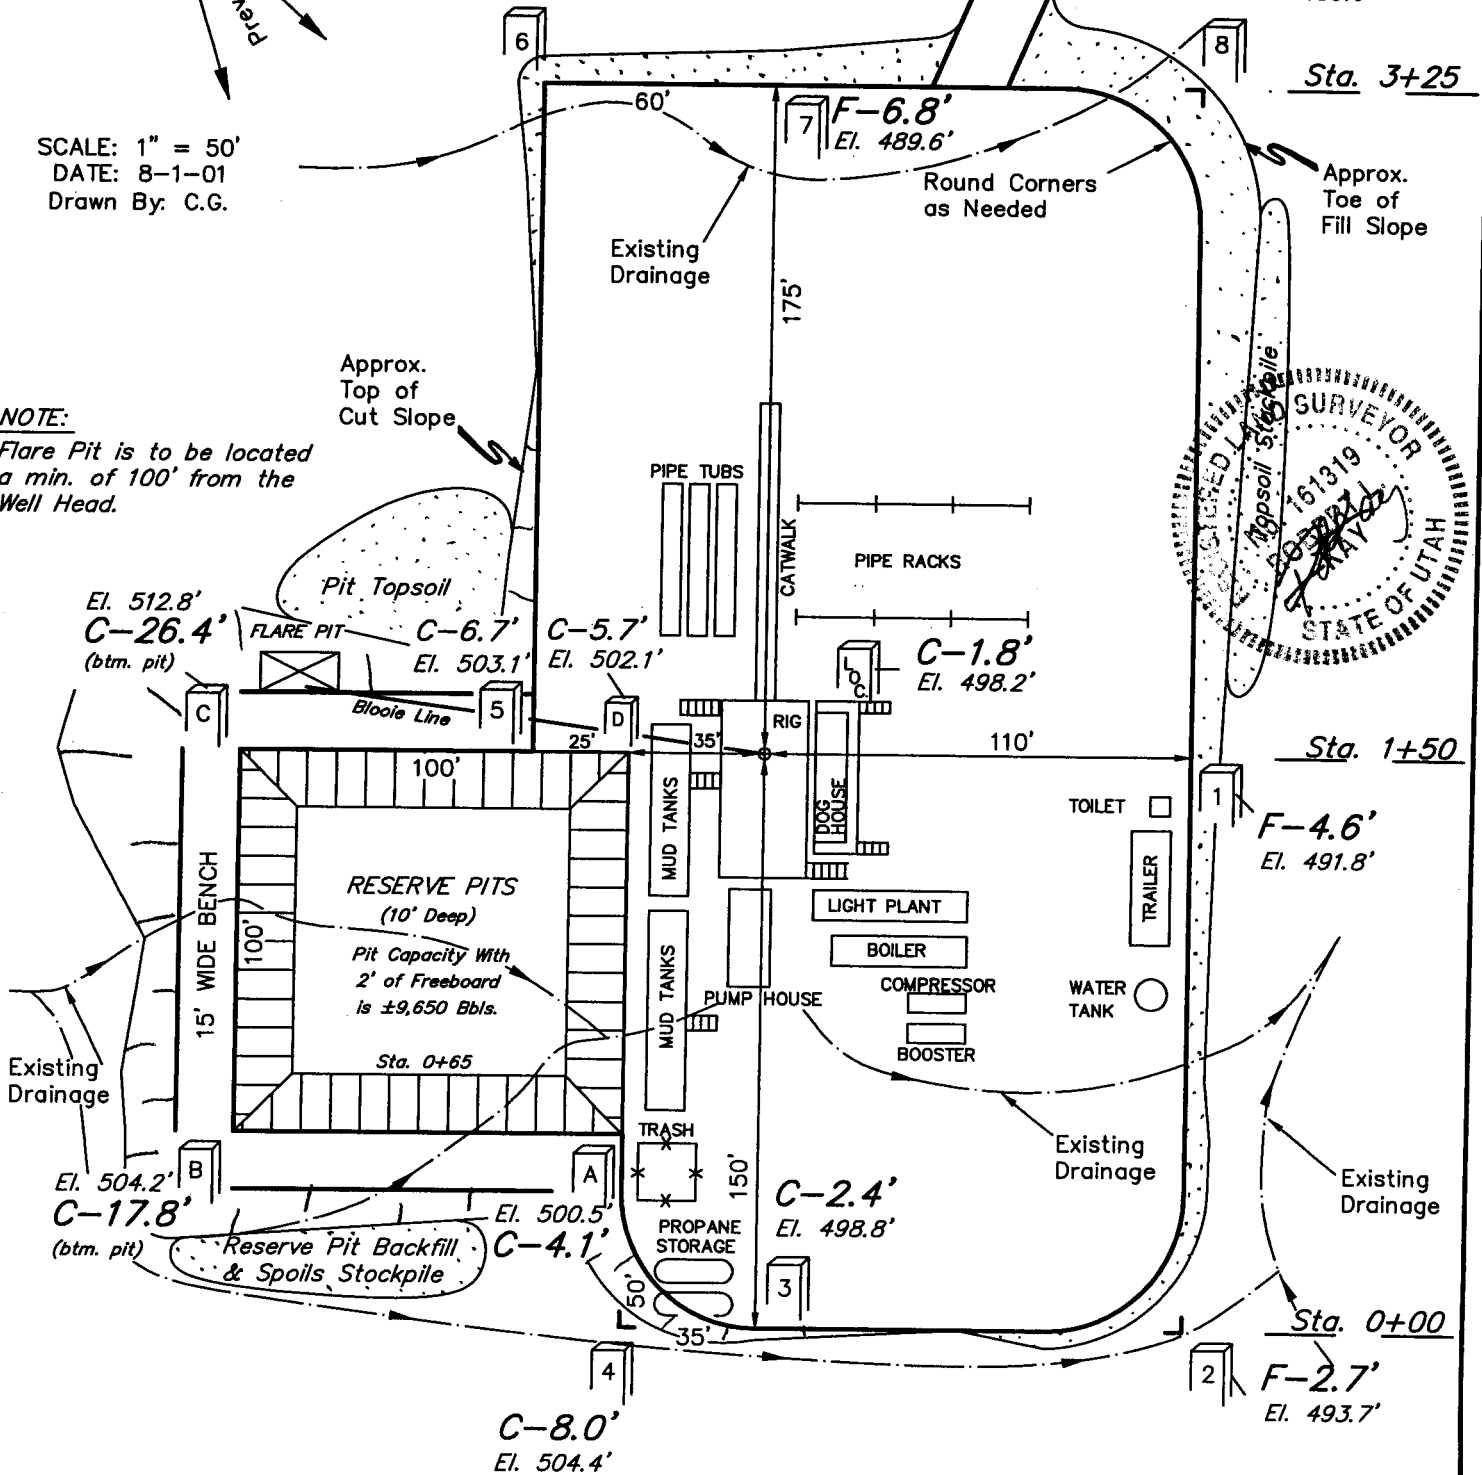 Prev
6
8
Sta. 3+25
60'
7
F-6.8'
El. 489.6'
SCALE: 1" = 50'
DATE: 8-1-01
Drawn By: C.G.
Round Corners
as Needed
Approx.
Toe of
Fill Slope
Existing
Drainage
175'
Approx.
Top of
Cut Slope
Topsoil Stockpile
NOTE:
Flare Pit is to be located
a min. of 100' from the
Well Head.
SURVEYOR
161319
STATE OF UTAH
PIPE TUBS
CATWALK
PIPE RACKS
Pit Topsoil
El. 512.8'
C-26.4'
(btm. pit)
FLARE PIT
C-6.7'
El. 503.1'
C-5.7'
El. 502.1'
LOC.
C-1.8'
El. 498.2'
C
5
D
Blooie Line
RIG
25'
35'
110'
Sta. 1+50
100'
MUD TANKS
DOG HOUSE
TOILET
1
F-4.6'
El. 491.8'
TRAILER
15' WIDE BENCH
100'
RESERVE PITS
(10' Deep)
Pit Capacity With
2' of Freeboard
is ±9,650 Bbls.
Sta. 0+65
LIGHT PLANT
BOILER
COMPRESSOR
BOOSTER
MUD TANKS
PUMP HOUSE
WATER
TANK
Existing
Drainage
TRASH
Existing
Drainage
Existing
Drainage
B
A
El. 504.2'
C-17.8'
(btm. pit)
El. 500.5'
C-4.1'
150'
C-2.4'
El. 498.8'
PROPANE
STORAGE
Reserve Pit Backfill
& Spoils Stockpile
50'
3
35'
Sta. 0+00
4
2
F-2.7'
El. 493.7'
C-8.0'
El. 504.4'